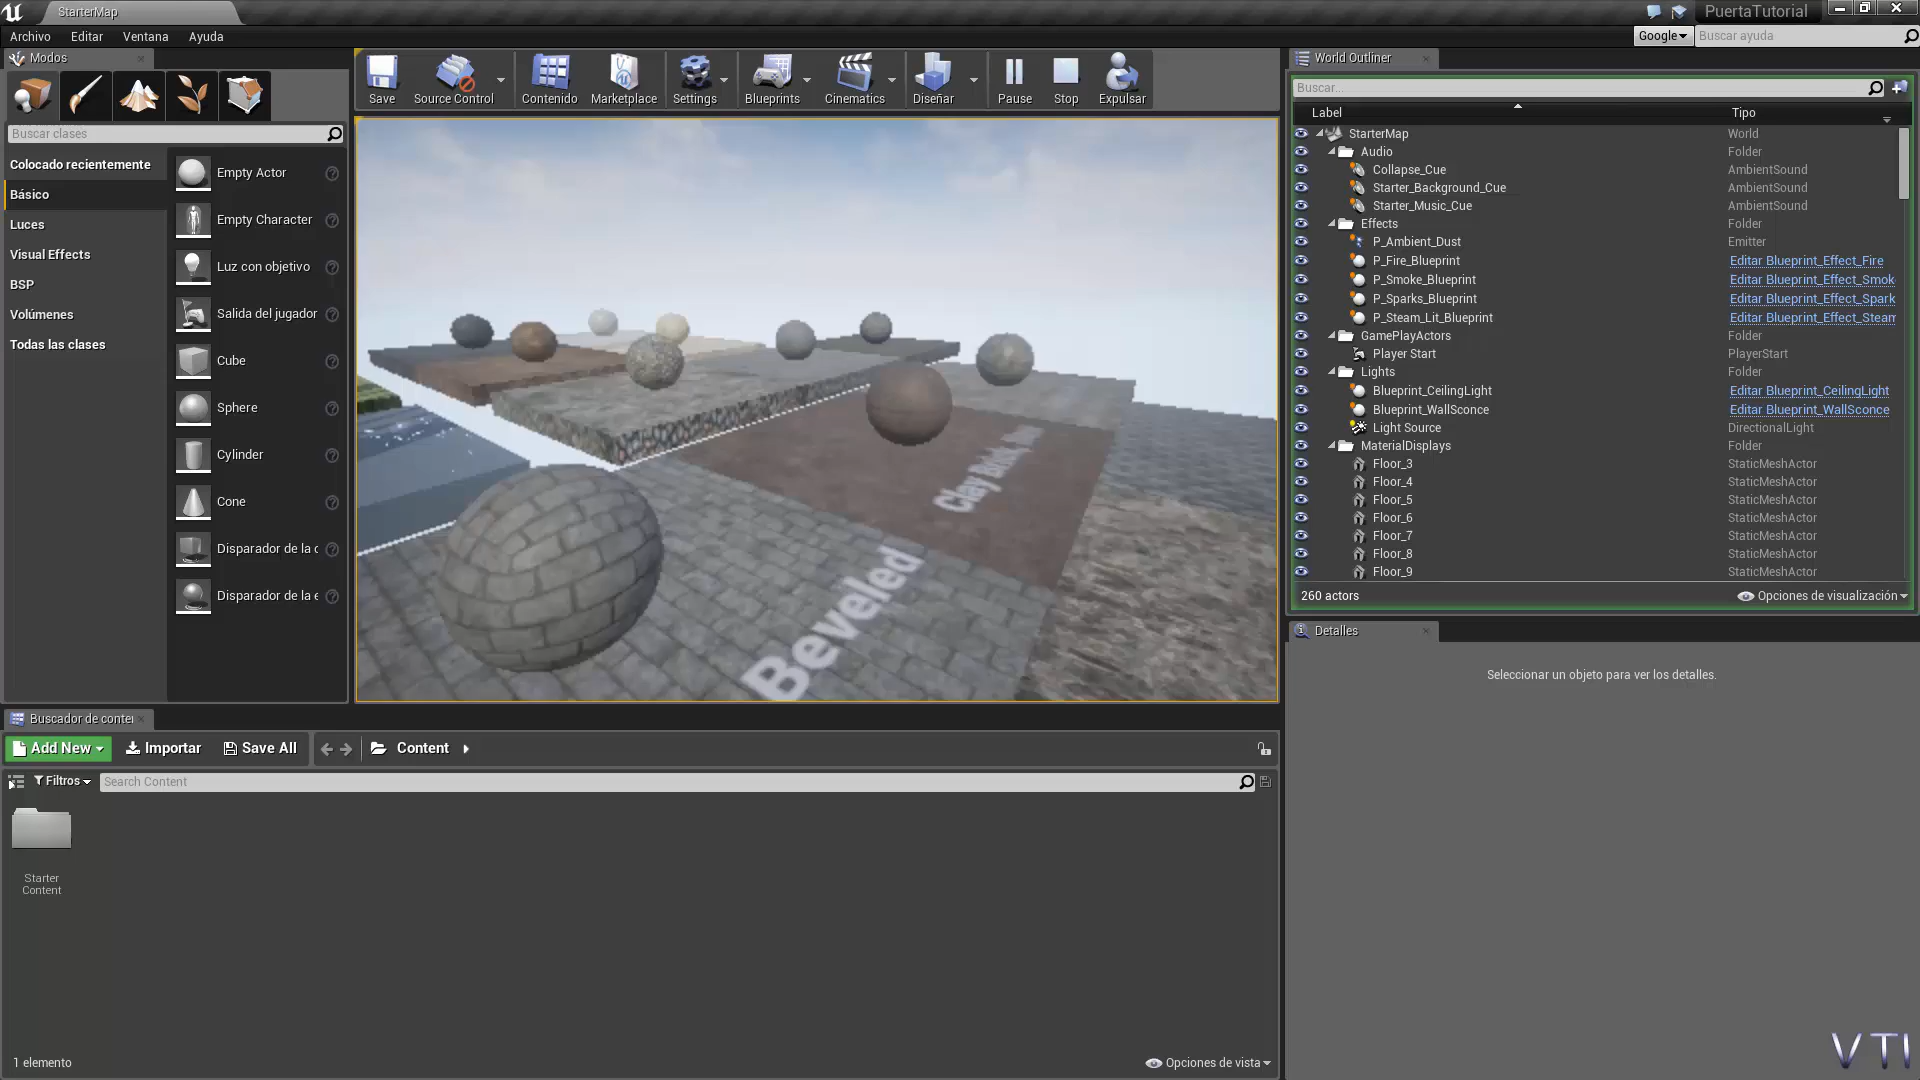 StarterMap
PuertaTutorial
Archivo Editar Ventana Ayuda
Google
Buscar ayuda
Modos
Save
Source Control
Contenido
Marketplace
Settings
Blueprints
Cinematics
Diseñar
Pause
Stop
Expulsar
Buscar clases
Colocado recientemente
Básico
Luces
Visual Effects
BSP
Volúmenes
Todas las clases
Empty Actor
Empty Character
Luz con objetivo
Salida del jugador
Cube
Sphere
Cylinder
Cone
Disparador de la c
Disparador de la e
Clay
Beveled
World Outliner
Buscar...
Label Tipo
StarterMap World
Audio Folder
Collapse_Cue AmbientSound
Starter_Background_Cue AmbientSound
Starter_Music_Cue AmbientSound
Effects Folder
P_Ambient_Dust Emitter
P_Fire_Blueprint Editar Blueprint_Effect_Fire
P_Smoke_Blueprint Editar Blueprint_Effect_Smok
P_Sparks_Blueprint Editar Blueprint_Effect_Spark
P_Steam_Lit_Blueprint Editar Blueprint_Effect_Steam
GamePlayActors Folder
Player Start PlayerStart
Lights Folder
Blueprint_CeilingLight Editar Blueprint_CeilingLight
Blueprint_WallSconce Editar Blueprint_WallSconce
Light Source DirectionalLight
MaterialDisplays Folder
Floor_3 StaticMeshActor
Floor_4 StaticMeshActor
Floor_5 StaticMeshActor
Floor_6 StaticMeshActor
Floor_7 StaticMeshActor
Floor_8 StaticMeshActor
Floor_9 StaticMeshActor
260 actors
Opciones de visualización
Detalles
Seleccionar un objeto para ver los detalles.
Buscador de conter
Add New Importar Save All Content
Filtros
Search Content
Starter
Content
1 elemento
Opciones de vista
VTI